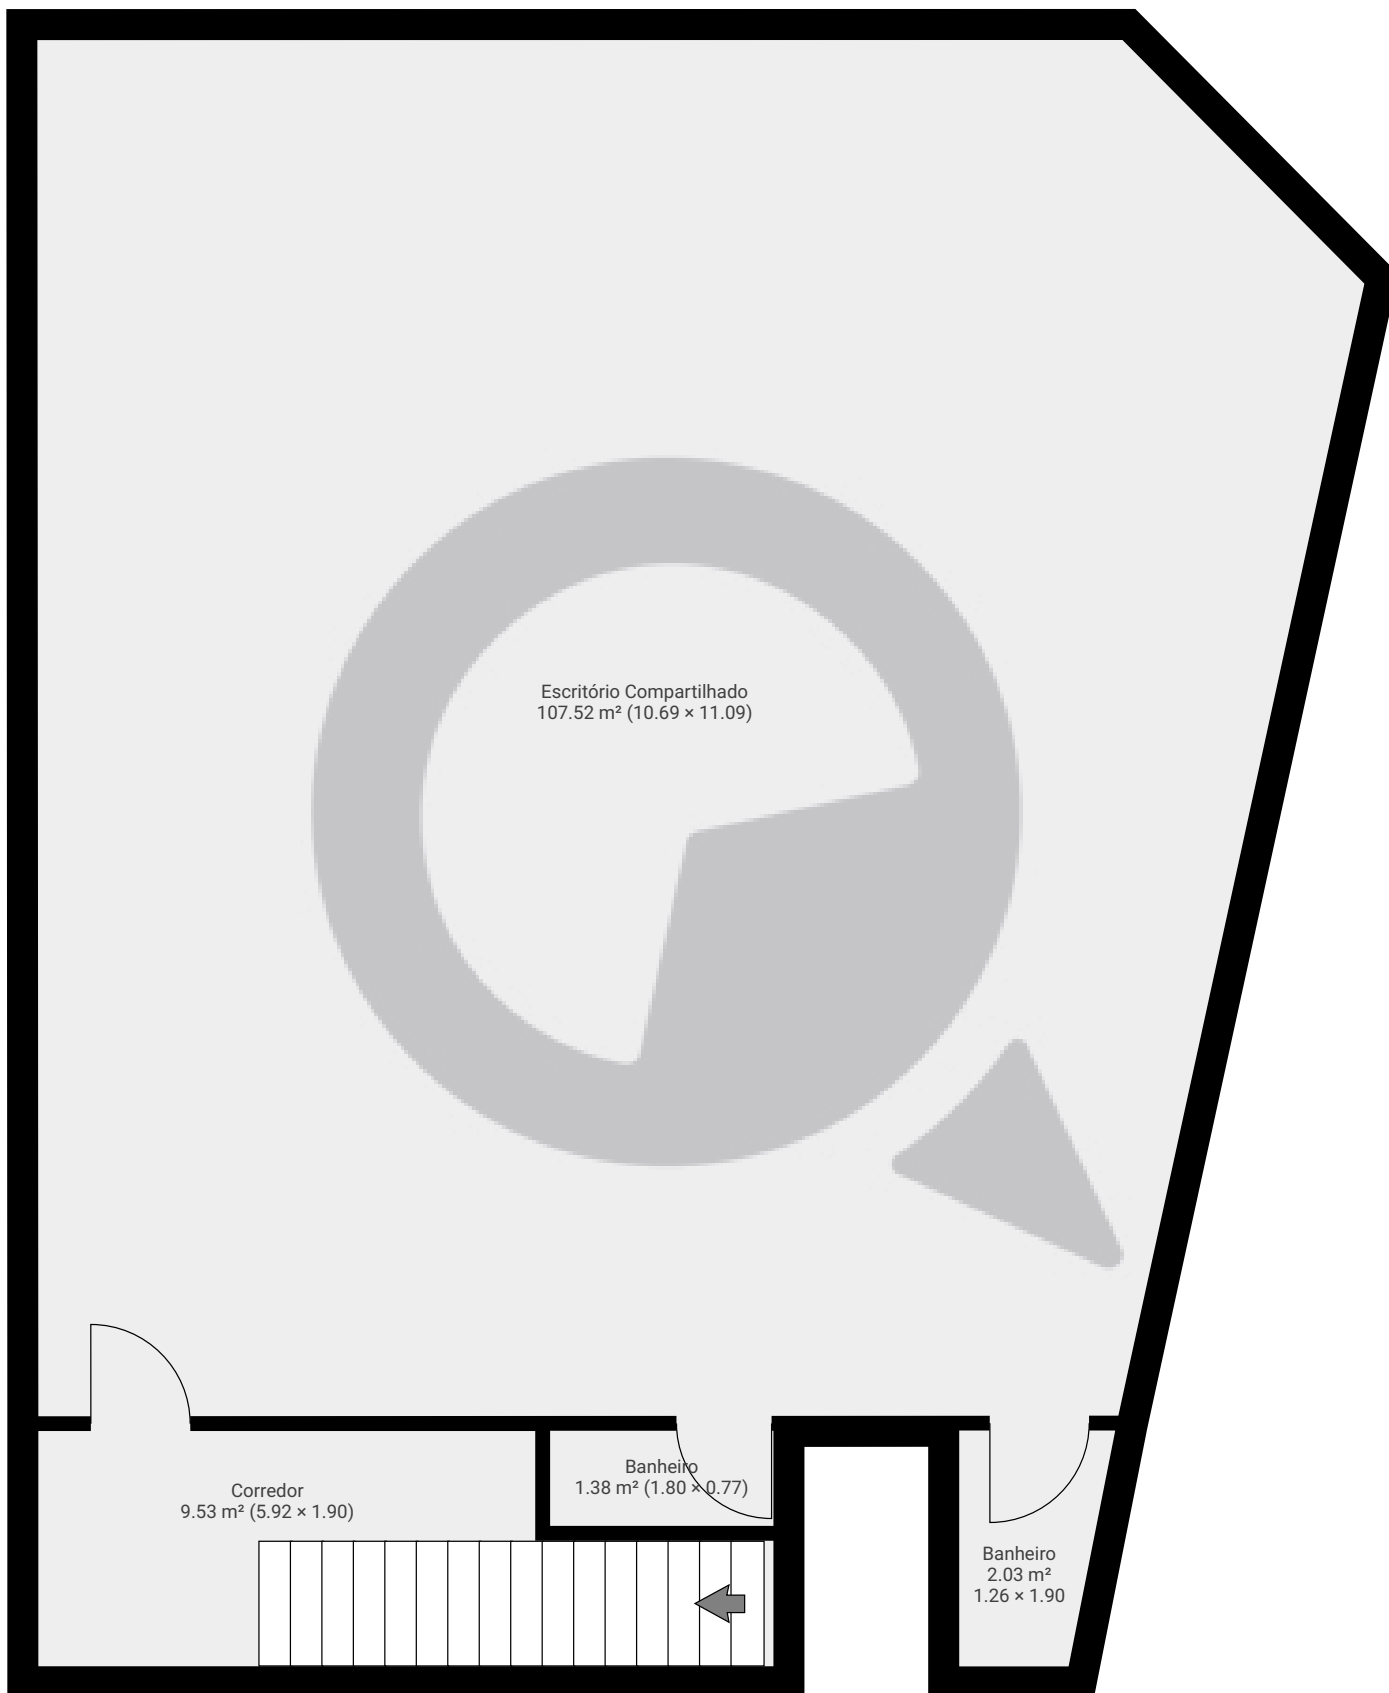 Escritório Compartilhado
107.52 m² (10.69 × 11.09)
Corredor
9.53 m² (5.92 × 1.90)
Banheiro
1.38 m² (1.80 × 0.77)
Banheiro
2.03 m²
1.26 × 1.90